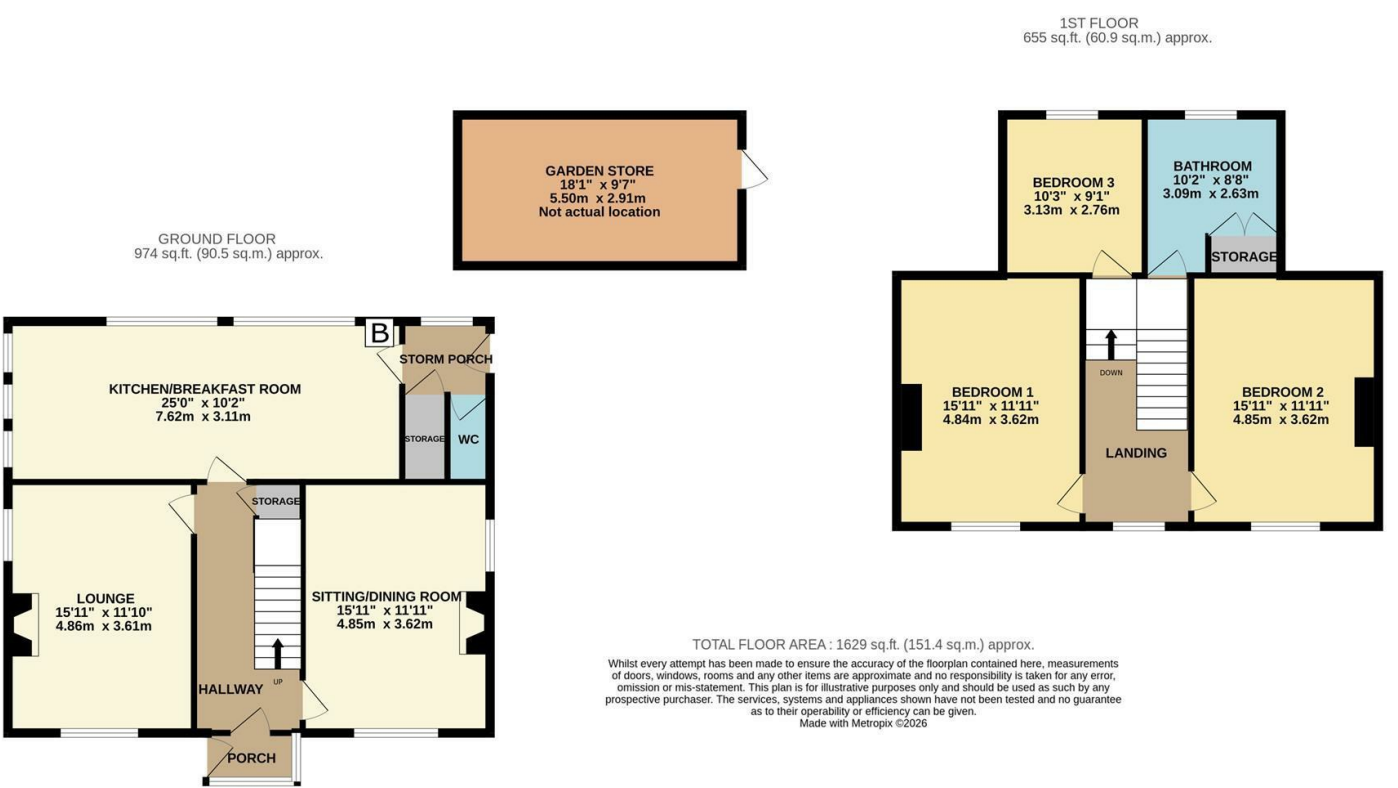 1ST FLOOR
655 sq.ft. (60.9 sq.m.) approx.
GROUND FLOOR
974 sq.ft. (90.5 sq.m.) approx.
GARDEN STORE
18'1" x 9'7"
5.50m x 2.91m
Not actual location
BEDROOM 3
10'3" x 9'1"
3.13m x 2.76m
BATHROOM
10'2" x 8'8"
3.09m x 2.63m
STORAGE
B
STORM PORCH
KITCHEN/BREAKFAST ROOM
25'0" x 10'2"
7.62m x 3.11m
STORAGE
WC
STORAGE
LOUNGE
15'11" x 11'10"
4.86m x 3.61m
SITTING/DINING ROOM
15'11" x 11'11"
4.85m x 3.62m
HALLWAY
UP
PORCH
BEDROOM 1
15'11" x 11'11"
4.84m x 3.62m
DOWN
LANDING
BEDROOM 2
15'11" x 11'11"
4.85m x 3.62m
TOTAL FLOOR AREA : 1629 sq.ft. (151.4 sq.m.) approx.
Whilst every attempt has been made to ensure the accuracy of the floorplan contained here, measurements
of doors, windows, rooms and any other items are approximate and no responsibility is taken for any error,
omission or mis-statement. This plan is for illustrative purposes only and should be used as such by any
prospective purchaser. The services, systems and appliances shown have not been tested and no guarantee
as to their operability or efficiency can be given.
Made with Metropix ©2026